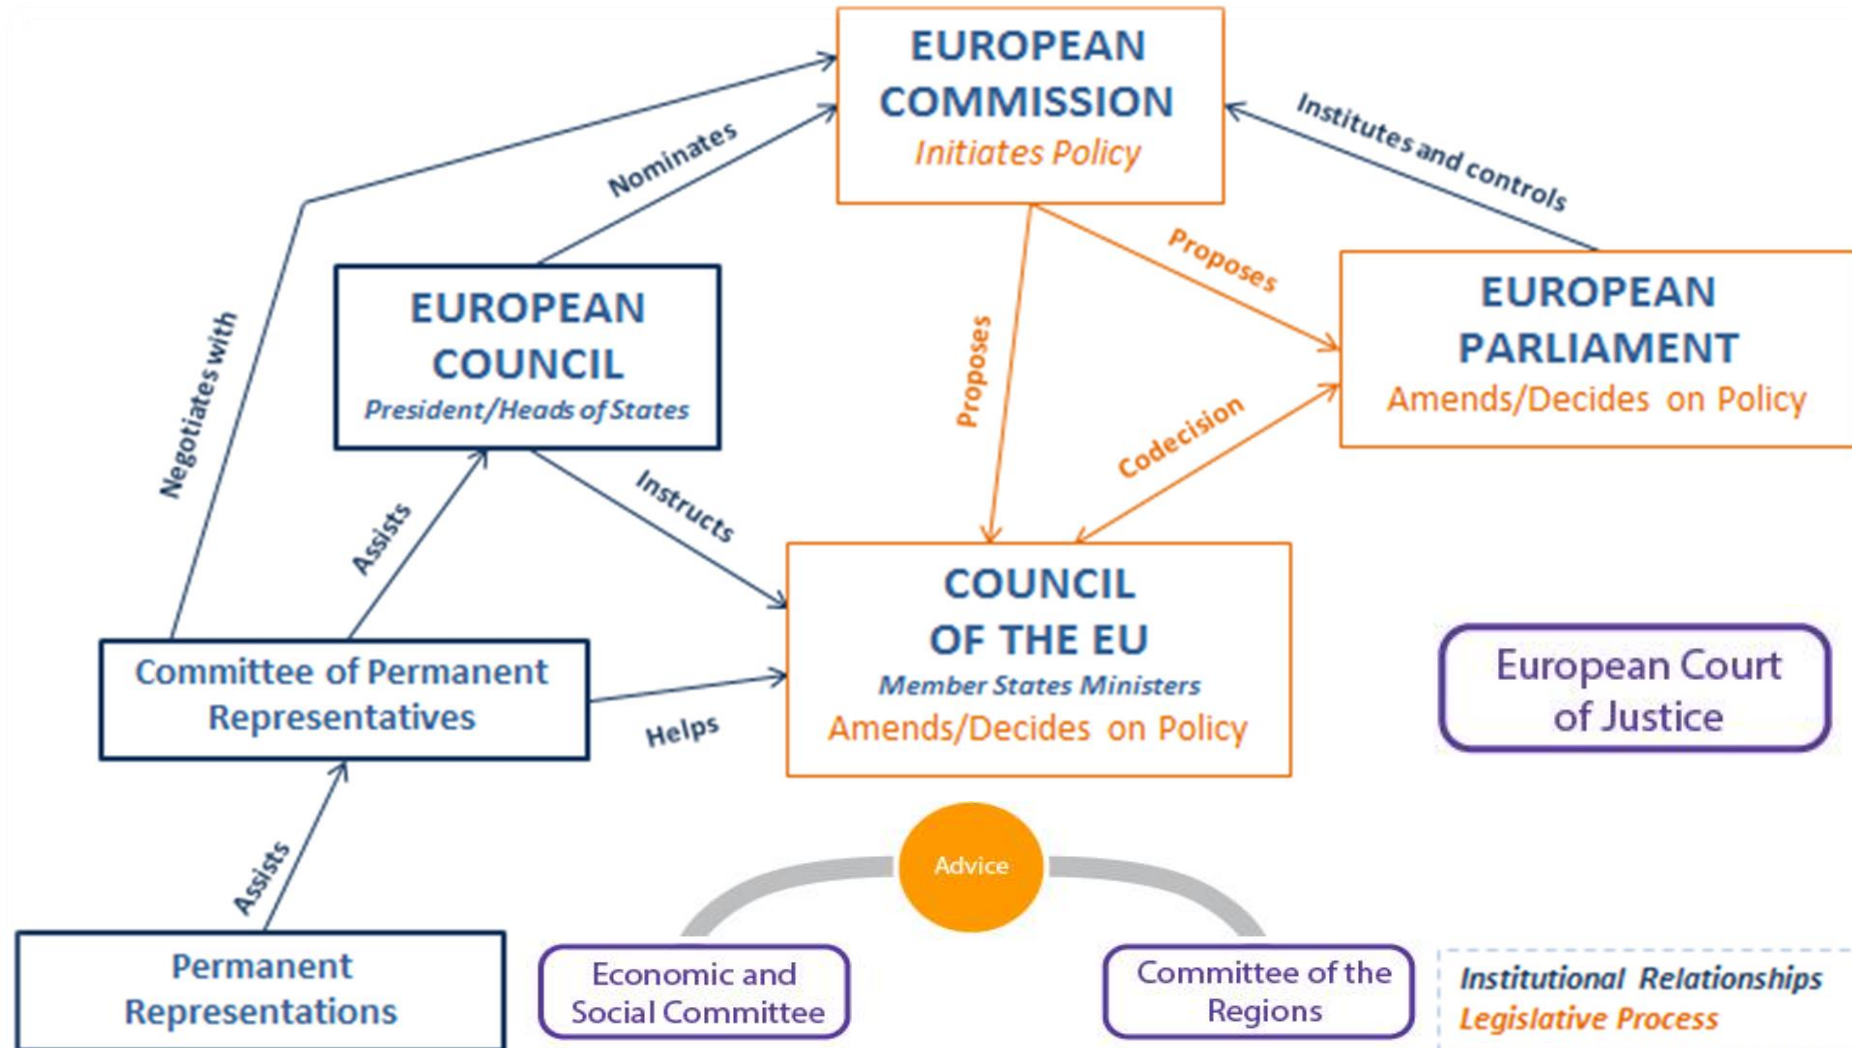 EUROPEAN
COMMISSION
Initiates Policy
Nominates
Institutes and controls
EUROPEAN
COUNCIL
President/Heads of States
Proposes
Proposes
EUROPEAN
PARLIAMENT
Amends/Decides on Policy
Negotiates with
Codecision
Assists
Instructs
COUNCIL
OF THE EU
Member States Ministers
Amends/Decides on Policy
Committee of Permanent
Representatives
Helps
European Court
of Justice
Assists
Advice
Permanent
Representations
Economic and
Social Committee
Committee of the
Regions
Institutional Relationships
Legislative Process